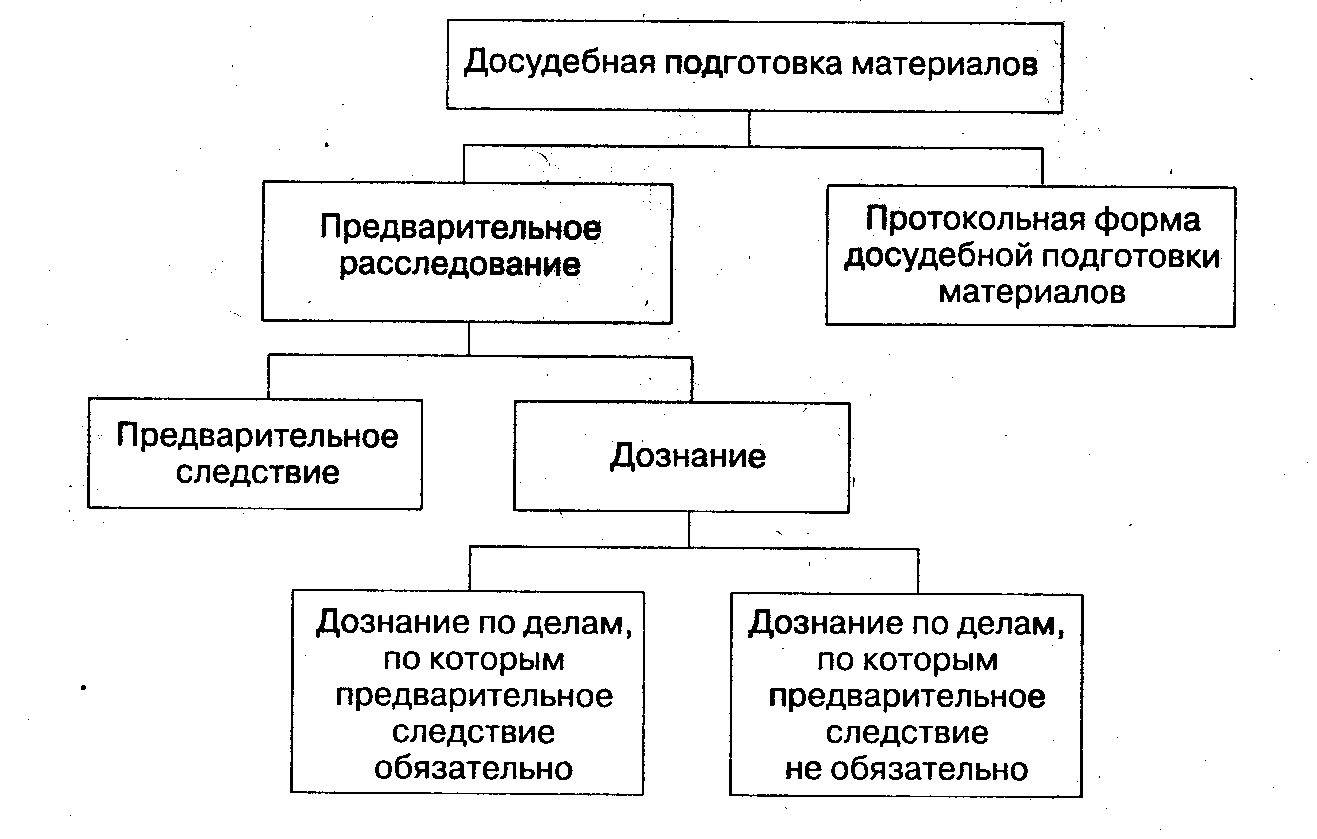 Досудебная подготовка материалов
Предварительное
расследование
Протокольная форма
досудебной подготовки
материалов
Предварительное
следствие
Дознание
Дознание по делам,
по которым
предварительное
следствие
обязательно
Дознание по делам,
по которым
предварительное
следствие
не обязательно